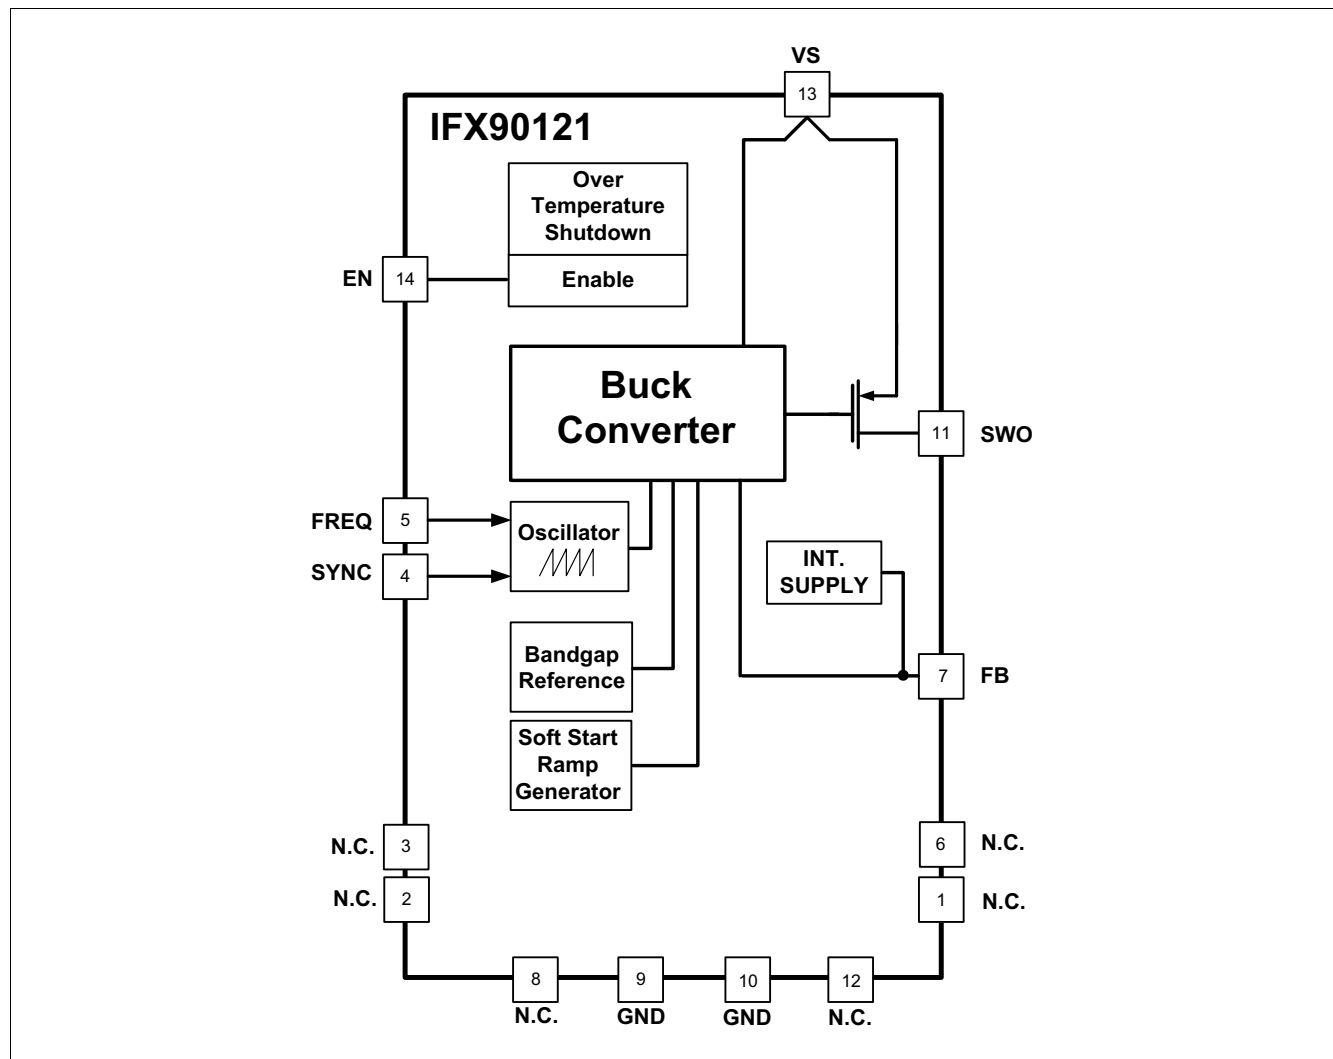 VS
13
IFX90121
Over
Temperature
Shutdown
EN
14
Enable
Buck
Converter
11
SWO
FREQ
5
Oscillator
SYNC
4
INT.
SUPPLY
Bandgap
Reference
7
FB
Soft Start
Ramp
Generator
N.C.
3
6
N.C.
N.C.
2
1
N.C.
8
9
10
12
N.C.
GND
GND
N.C.